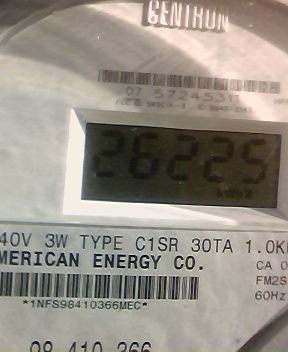 CENTRON
07 57245311
26225
40V 3W TYPE C1SR 30TA 1.0K
MERICAN ENERGY CO.
CA 0
FM2S
*1NFS98410366MEC*
60Hz
98 410 366